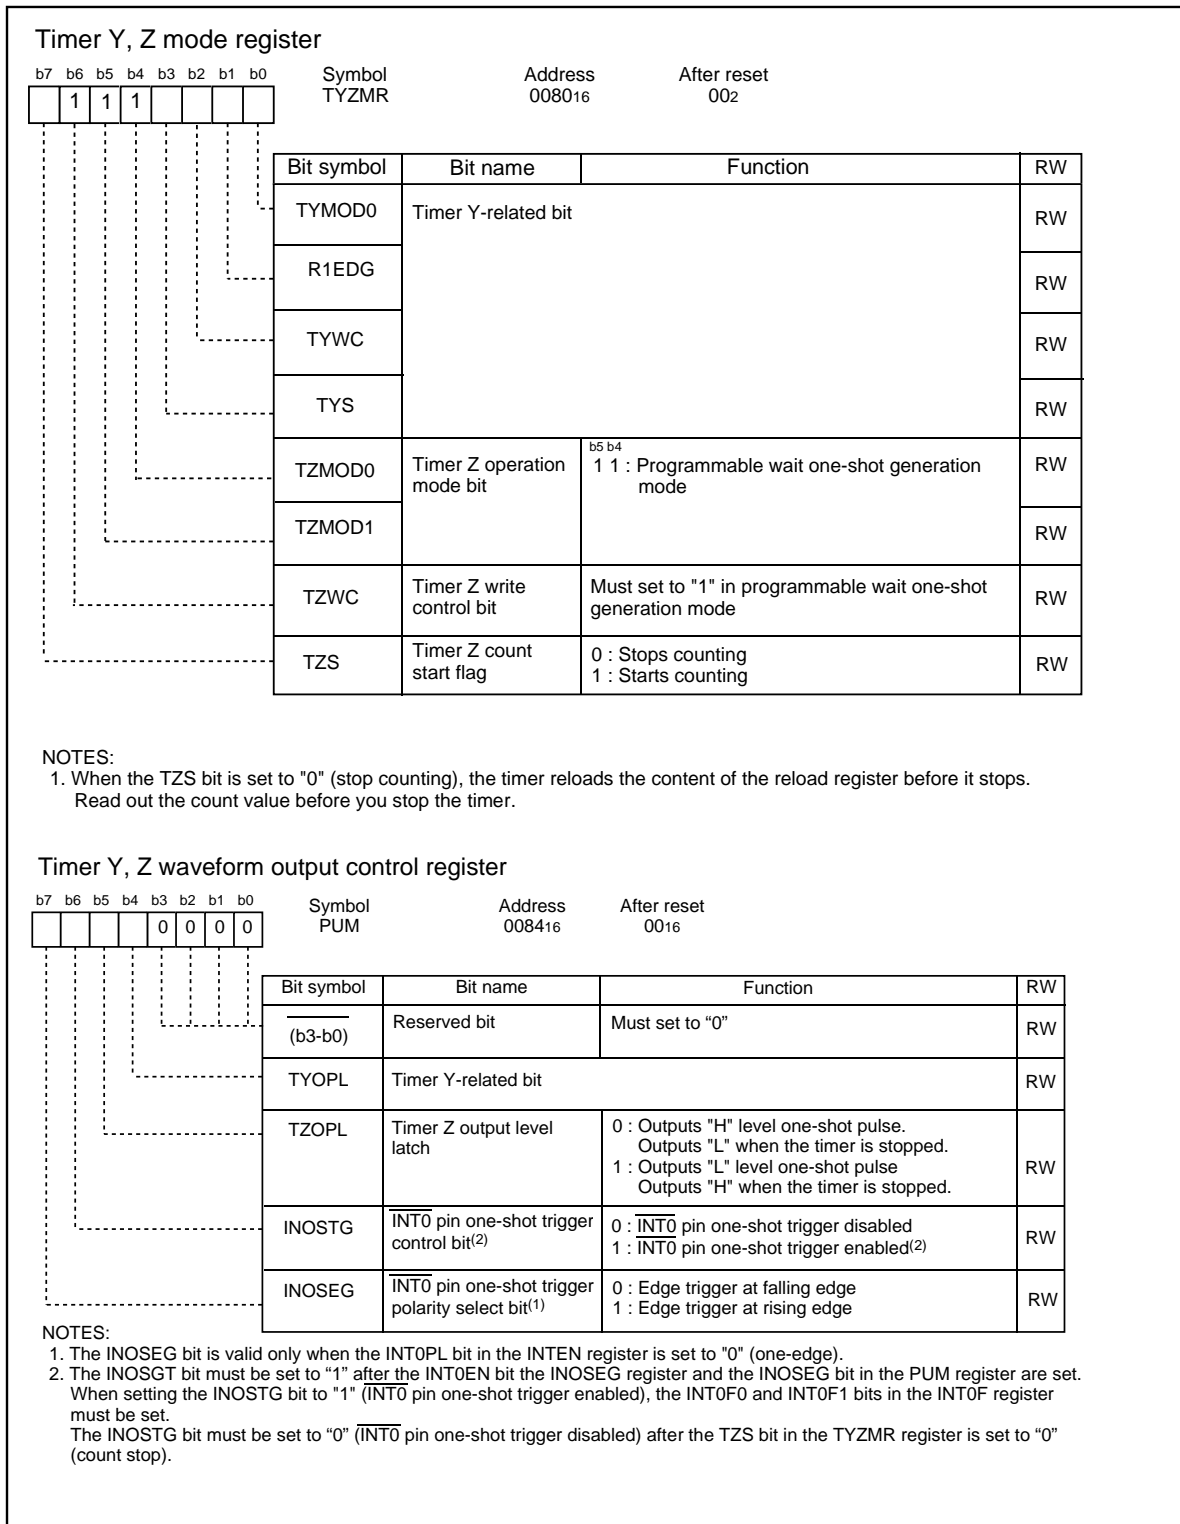 Timer Y, Z mode register
b7 b6 b5 b4 b3 b2 b1 b0
Symbol Address After reset
TYZMR 008016 002
1 1 1
Bit symbol Bit name Function RW
TYMOD0 Timer Y-related bit RW
R1EDG RW
TYWC RW
TYS RW
b5 b4
TZMOD0 Timer Z operation 1 1 : Programmable wait one-shot generation RW
mode bit mode
TZMOD1 RW
TZWC Timer Z write Must set to "1" in programmable wait one-shot RW
control bit generation mode
TZS Timer Z count 0 : Stops counting RW
start flag 1 : Starts counting
NOTES:
1. When the TZS bit is set to "0" (stop counting), the timer reloads the content of the reload register before it stops.
Read out the count value before you stop the timer.
Timer Y, Z waveform output control register
b7 b6 b5 b4 b3 b2 b1 b0
Symbol Address After reset
PUM 008416 0016
0 0 0 0
Bit symbol Bit name Function RW
(b3-b0) Reserved bit Must set to “0” RW
TYOPL Timer Y-related bit RW
TZOPL Timer Z output level 0 : Outputs "H" level one-shot pulse.
latch Outputs "L" when the timer is stopped.
1 : Outputs "L" level one-shot pulse RW
Outputs "H" when the timer is stopped.
INOSTG INT0 pin one-shot trigger 0 : INT0 pin one-shot trigger disabled RW
control bit(2) 1 : INT0 pin one-shot trigger enabled(2)
INOSEG INT0 pin one-shot trigger 0 : Edge trigger at falling edge RW
polarity select bit(1) 1 : Edge trigger at rising edge
NOTES:
1. The INOSEG bit is valid only when the INT0PL bit in the INTEN register is set to "0" (one-edge).
2. The INOSGT bit must be set to “1” after the INT0EN bit the INOSEG register and the INOSEG bit in the PUM register are set.
When setting the INOSTG bit to "1" (INT0 pin one-shot trigger enabled), the INT0F0 and INT0F1 bits in the INT0F register
must be set.
The INOSTG bit must be set to “0” (INT0 pin one-shot trigger disabled) after the TZS bit in the TYZMR register is set to “0”
(count stop).